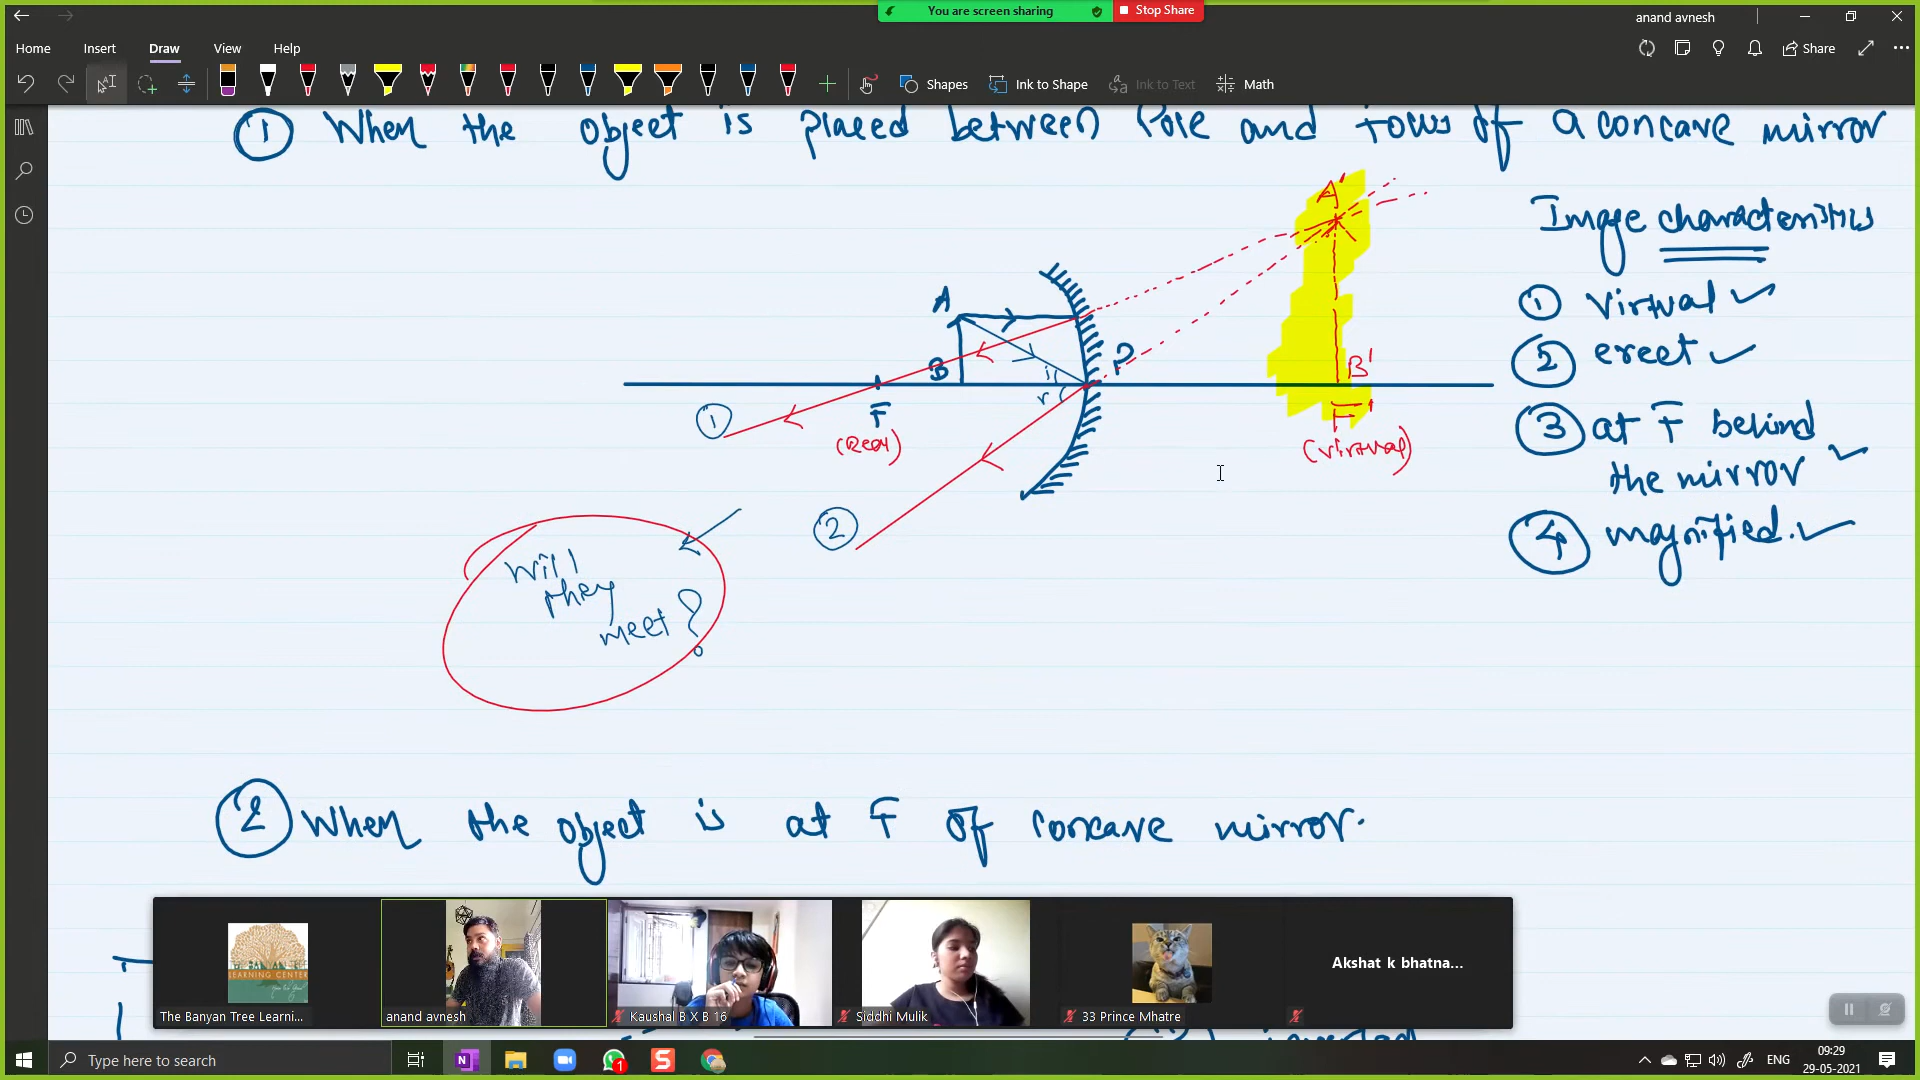 You are screen sharing
Stop Share
anand avnesh
Home Insert Draw View Help
Share
Shapes
Ink to Shape
Ink to Text
Math
① When the object is placed between Pole and focus of a concave mirror
A'
Image characteristics
A
① virtual ✓
P
B
i
B'
② erect ✓
r
①
F
F'
③ at F behind
(Real)
(virtual)
the mirror ✓
②
④ magnified. ✓
will
they
meet?
② When the object is at F of concave mirror.
LEARNING CENTER
Akshat k bhatna...
The Banyan Tree Learni...
anand avnesh
Kaushal B X B 16
Siddhi Mulik
33 Prince Mhatre
inverted
Type here to search
N
1
S
ENG
09:29
29-05-2021